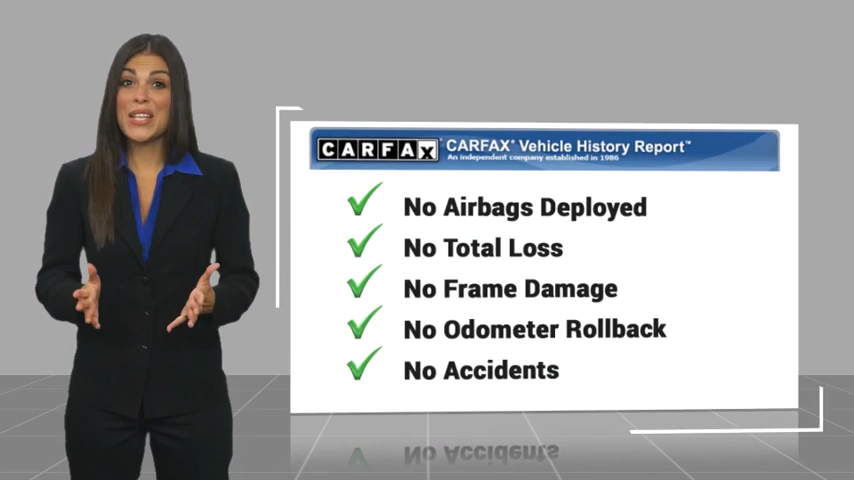 CARFAX® CARFAX® Vehicle History Report™
An independent company established in 1986
No Airbags Deployed
No Total Loss
No Frame Damage
No Odometer Rollback
No Accidents
No Accidents